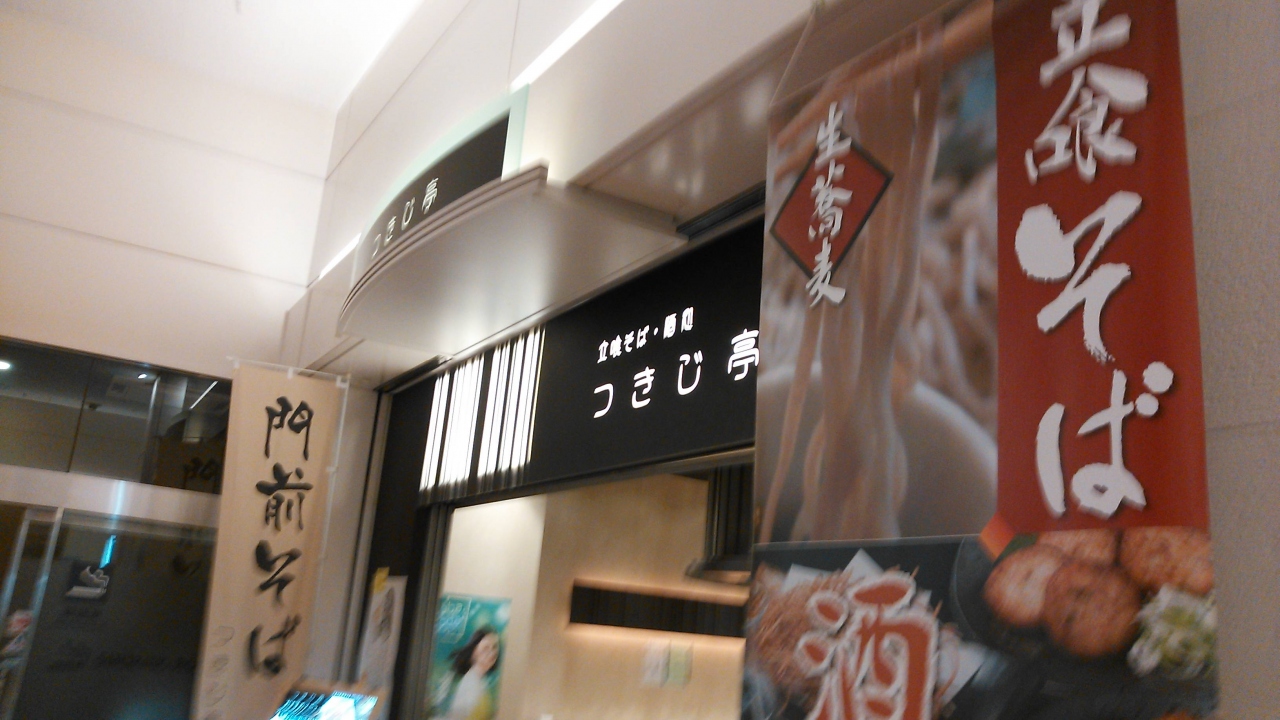 つきじ亭
立喰そば・酒処
つきじ亭
門前そば
生蕎麦
立食そば
酒